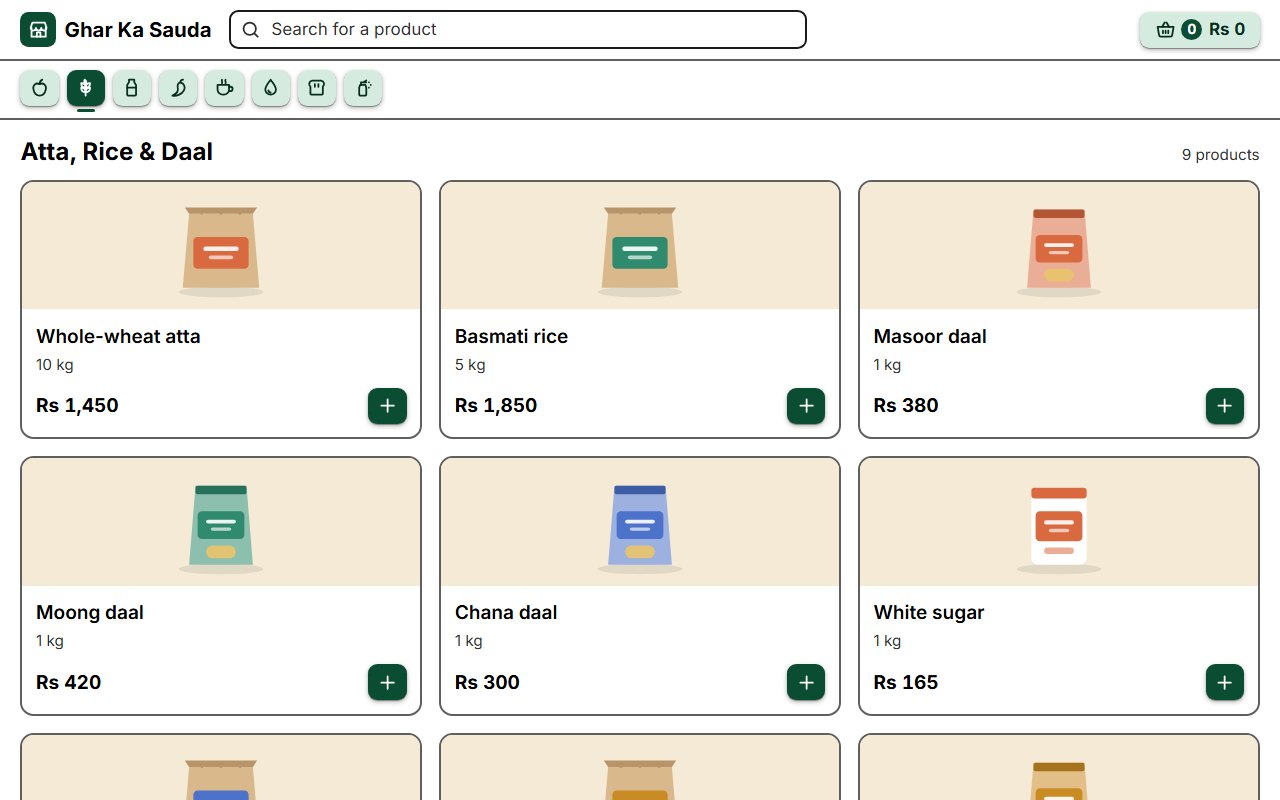 Ghar Ka Sauda
Search for a product
0 Rs 0
Atta, Rice & Daal
9 products
Whole-wheat atta
10 kg
Rs 1,450
Basmati rice
5 kg
Rs 1,850
Masoor daal
1 kg
Rs 380
Moong daal
1 kg
Rs 420
Chana daal
1 kg
Rs 300
White sugar
1 kg
Rs 165